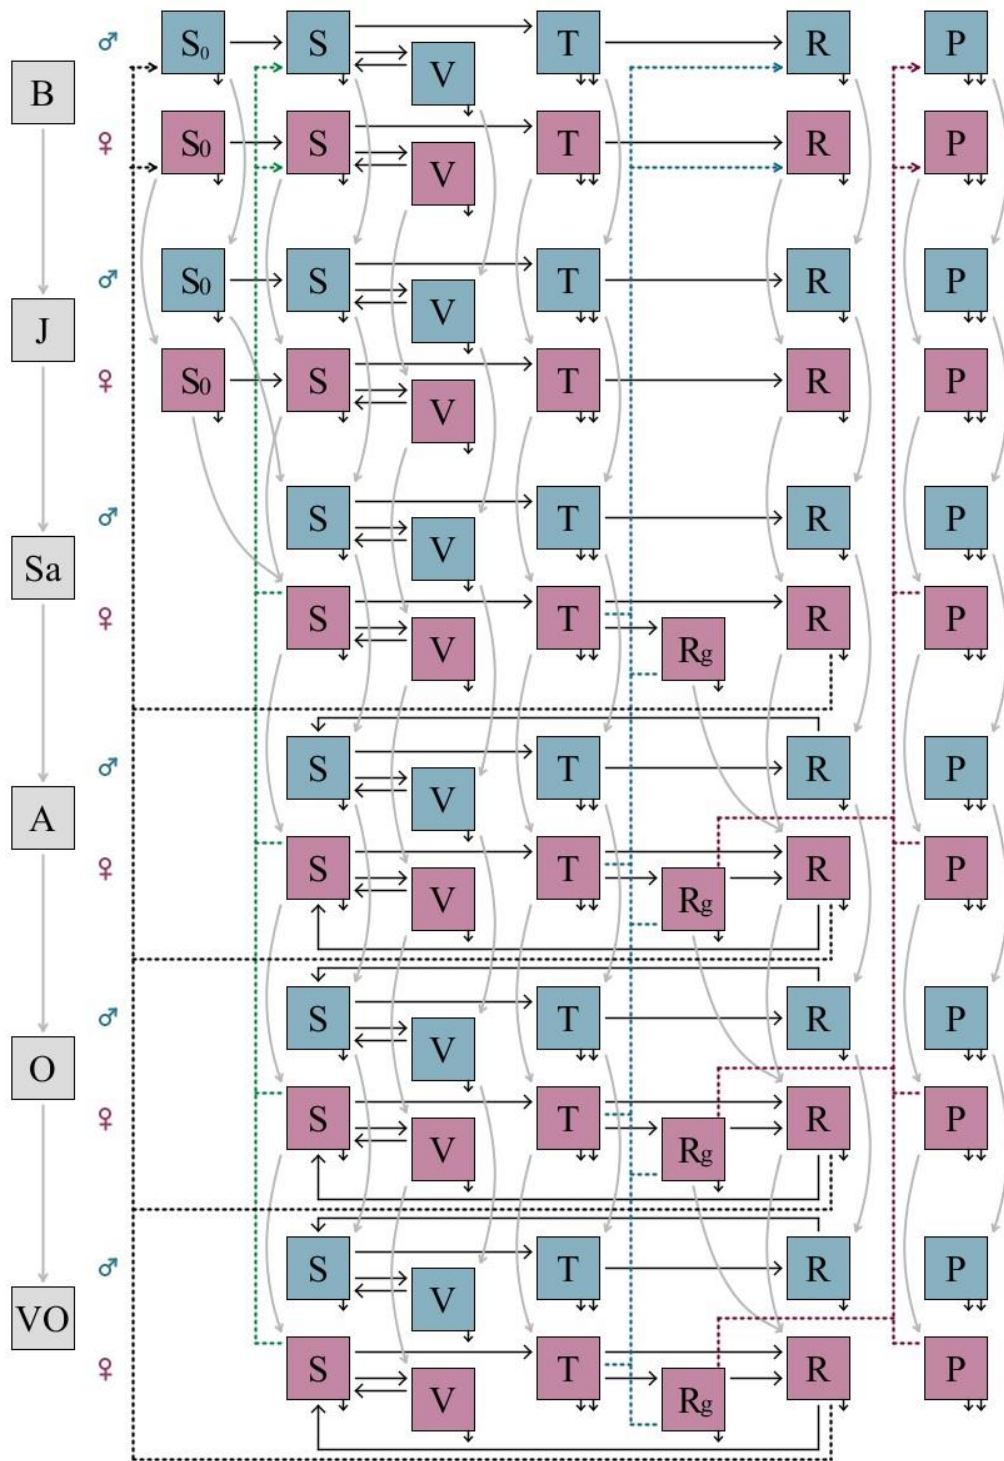 ♂ S₀ S T R P
V
B
♀ S₀ S T R P
V
♂ S₀ S T R P
V
J
♀ S₀ S T R P
V
♂ S T R P
V
Sa
♀ S T R P
V Rg
♂ S T R P
V
A
♀ S T R P
V Rg
♂ S T R P
V
O
♀ S T R P
V Rg
♂ S T R P
V
VO
♀ S T R P
V Rg